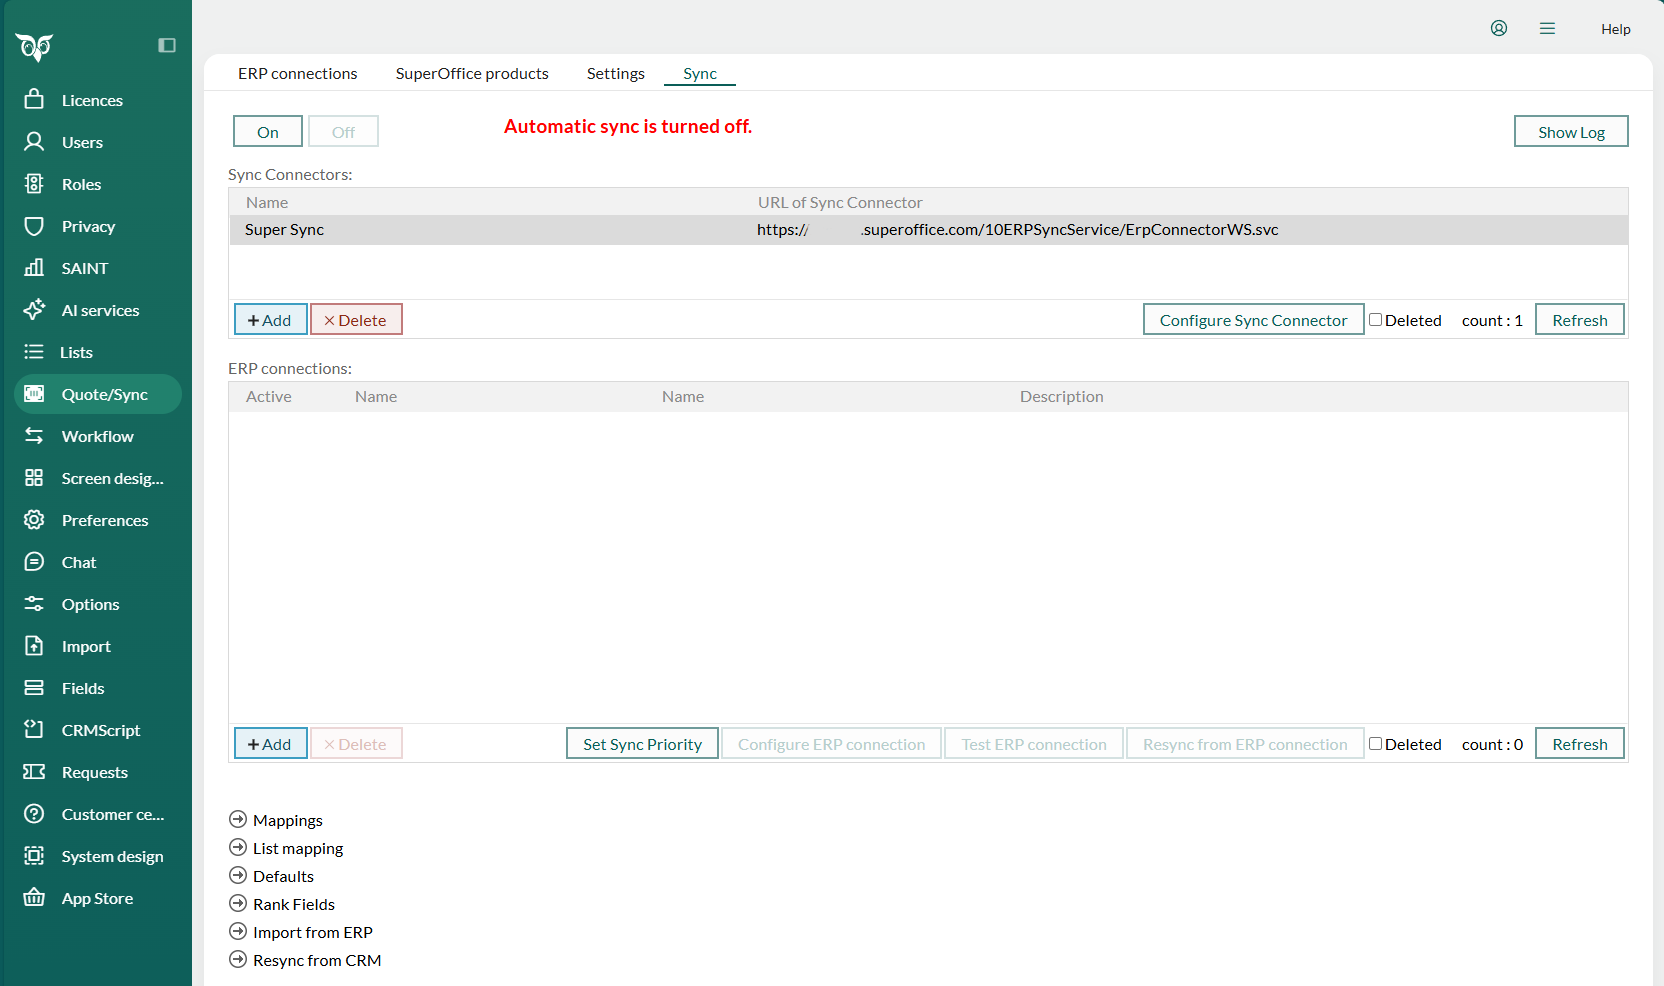 Help
Licences
Users
Roles
Privacy
SAINT
AI services
Lists
Quote/Sync
Workflow
Screen desig...
Preferences
Chat
Options
Import
Fields
CRMScript
Requests
Customer ce...
System design
App Store
ERP connections SuperOffice products Settings Sync
On Off Automatic sync is turned off. Show Log
Sync Connectors:
Name URL of Sync Connector
Super Sync https:// .superoffice.com/10ERPSyncService/ErpConnectorWS.svc
+ Add × Delete Configure Sync Connector Deleted count : 1 Refresh
ERP connections:
Active Name Name Description
+ Add × Delete Set Sync Priority Configure ERP connection Test ERP connection Resync from ERP connection Deleted count : 0 Refresh
Mappings
List mapping
Defaults
Rank Fields
Import from ERP
Resync from CRM